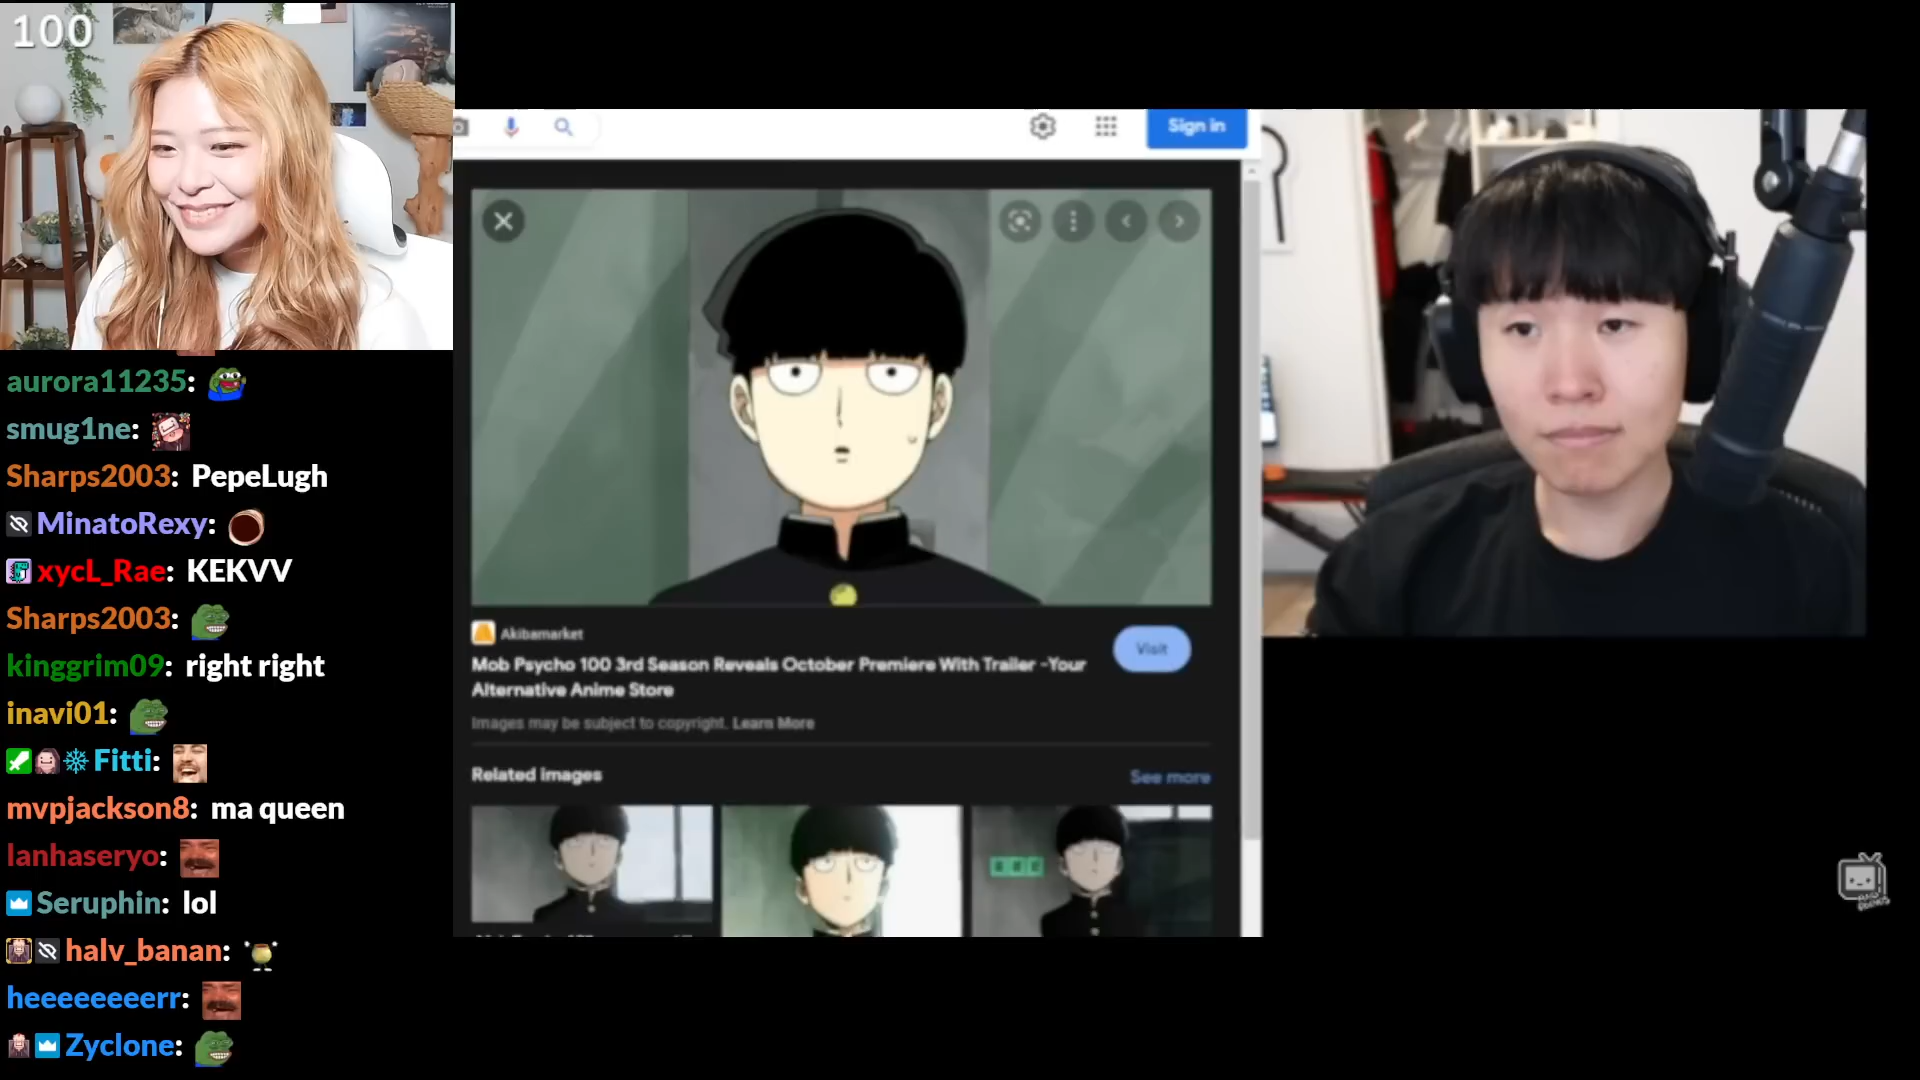 100
aurora11235:
smug1ne:
Sharps2003: PepeLugh
MinatoRexy:
xycL_Rae: KEKVV
Sharps2003:
kinggrim09: right right
inavi01:
Fitti:
mvpjackson8: ma queen
lanhaseryo:
Seruphin: lol
halv_banan:
heeeeeeeerr:
Zyclone:
Sign in
Akibamarket
Visit
Mob Psycho 100 3rd Season Reveals October Premiere With Trailer -Your
Alternative Anime Store
Images may be subject to copyright. Learn More
Related images
See more